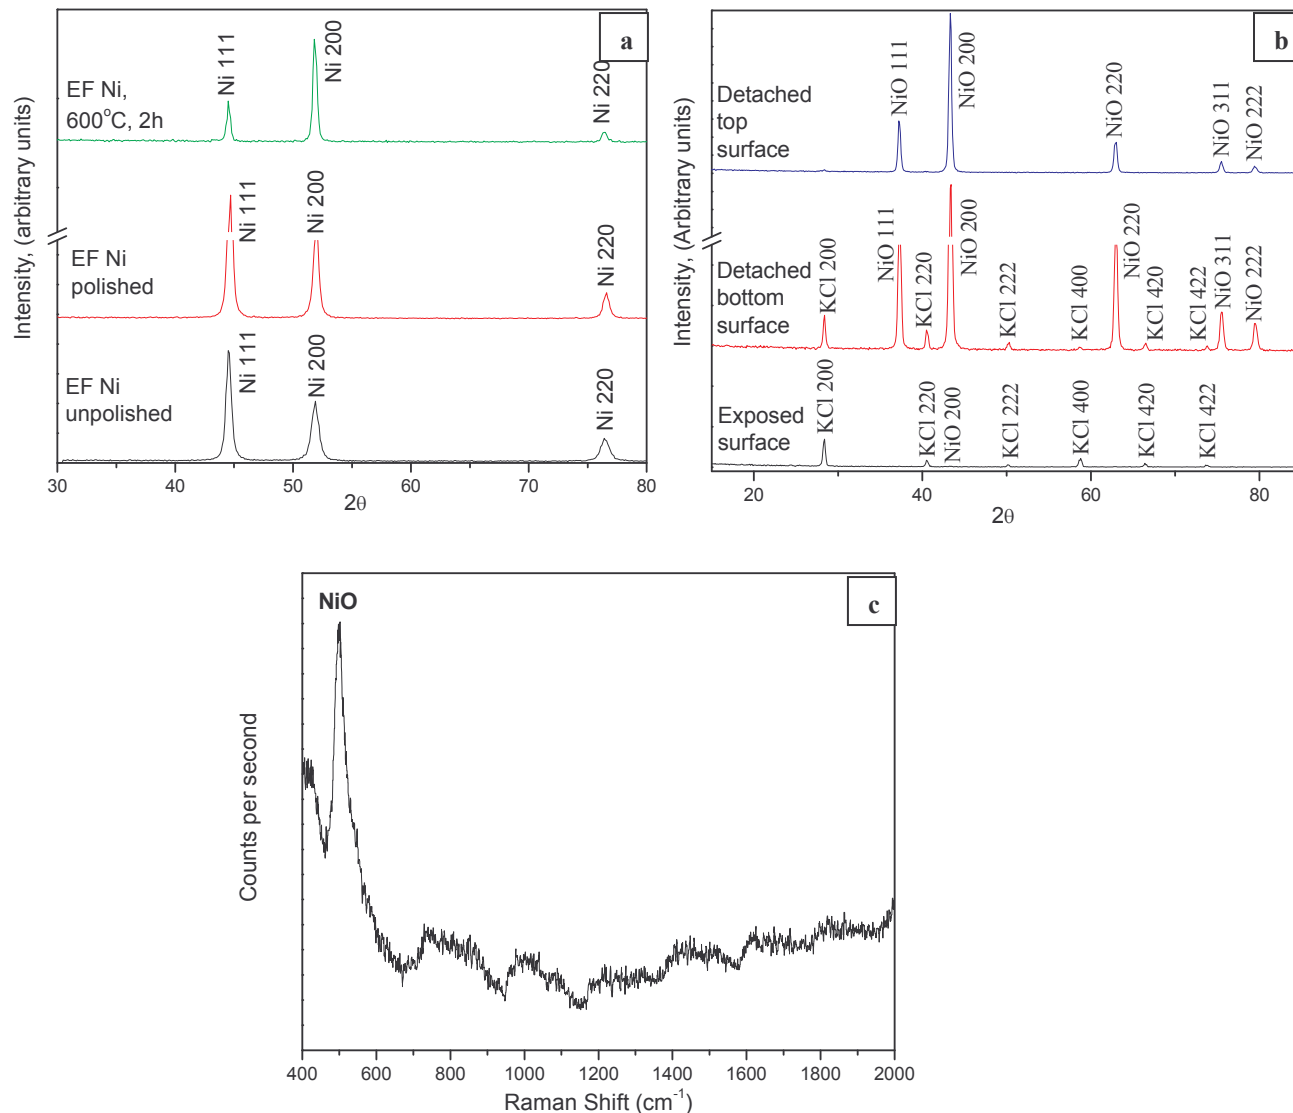 a
Intensity, (arbitrary units)
EF Ni,
600°C, 2h
Ni 111
Ni 200
Ni 220
EF Ni
polished
Ni 111
Ni 200
Ni 220
EF Ni
unpolished
Ni 111
Ni 200
Ni 220
30 40 50 60 70 80
2θ
b
Intensity, (Arbitrary units)
Detached
top
surface
NiO 111
NiO 200
NiO 220
NiO 311
NiO 222
Detached
bottom
surface
KCl 200
NiO 111
KCl 220
NiO 200
KCl 222
KCl 400
NiO 220
KCl 420
KCl 422
NiO 311
NiO 222
Exposed
surface
KCl 200
KCl 220
NiO 200
KCl 222
KCl 400
KCl 420
KCl 422
20 40 60 80
2θ
c
NiO
Counts per second
400 600 800 1000 1200 1400 1600 1800 2000
Raman Shift (cm⁻¹)